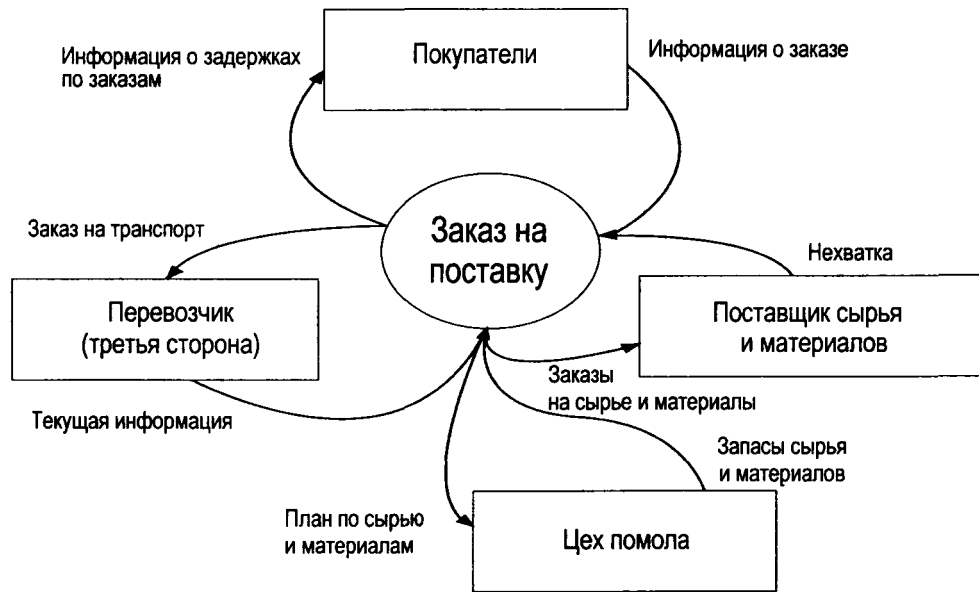 Информация о задержках
по заказам
Покупатели
Информация о заказе
Заказ на транспорт
Заказ на
поставку
Нехватка
Перевозчик
(третья сторона)
Поставщик сырья
и материалов
Текущая информация
Заказы
на сырье и материалы
Запасы сырья
и материалов
План по сырью
и материалам
Цех помола